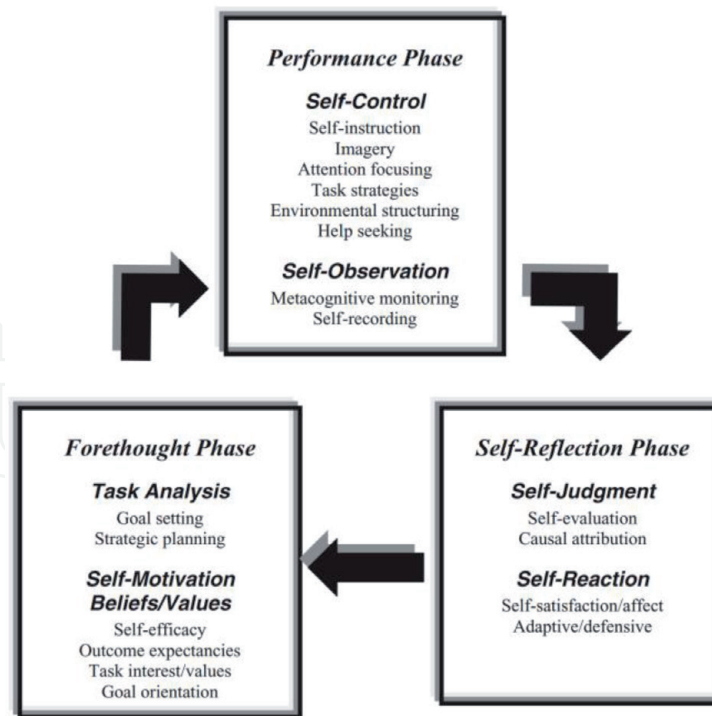 Performance Phase
Self-Control
Self-instruction
Imagery
Attention focusing
Task strategies
Environmental structuring
Help seeking
Self-Observation
Metacognitive monitoring
Self-recording
Forethought Phase
Task Analysis
Goal setting
Strategic planning
Self-Motivation
Beliefs/Values
Self-efficacy
Outcome expectancies
Task interest/values
Goal orientation
Self-Reflection Phase
Self-Judgment
Self-evaluation
Causal attribution
Self-Reaction
Self-satisfaction/affect
Adaptive/defensive